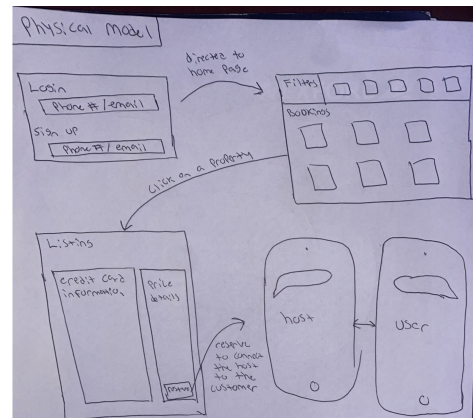 Physical model
Login
Phone #/email
Sign up
Phone #/email
directed to
home page
Filters
Bookings
click on a property
Listing
credit card
information
Price
details
reserve
reserve
to connect
the host
to the
customer
host
user